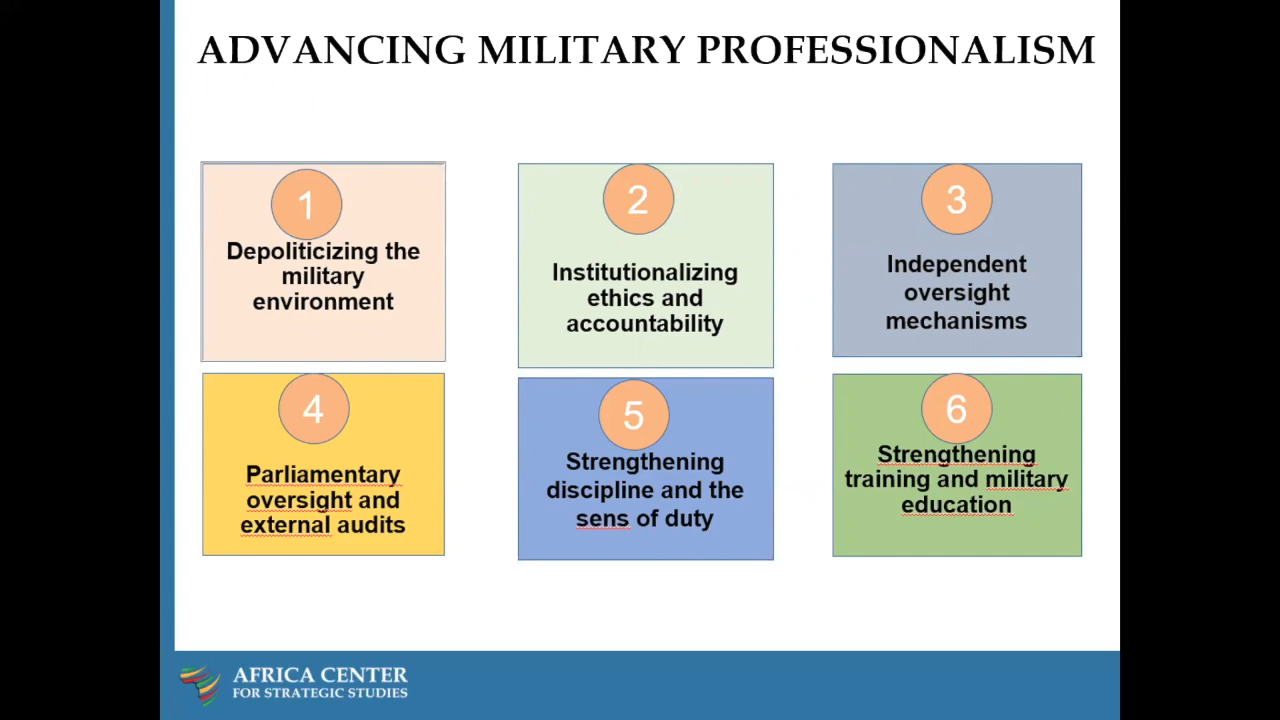 ADVANCING MILITARY PROFESSIONALISM
1
Depoliticizing the
military
environment
2
Institutionalizing
ethics and
accountability
3
Independent
oversight
mechanisms
4
Parliamentary
oversight and
external audits
5
Strengthening
discipline and the
sens of duty
6
Strengthening
training and military
education
AFRICA CENTER
FOR STRATEGIC STUDIES